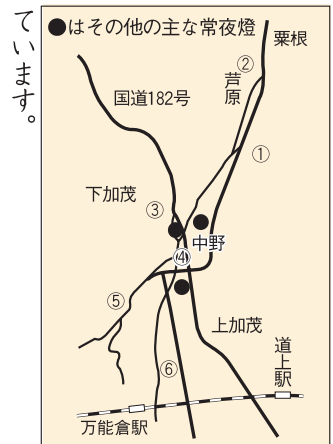 ています。
●はその他の主な常夜燈
粟根
②
芦原
国道182号
①
下加茂
③
中野
④
⑤
上加茂
⑥
道上駅
万能倉駅